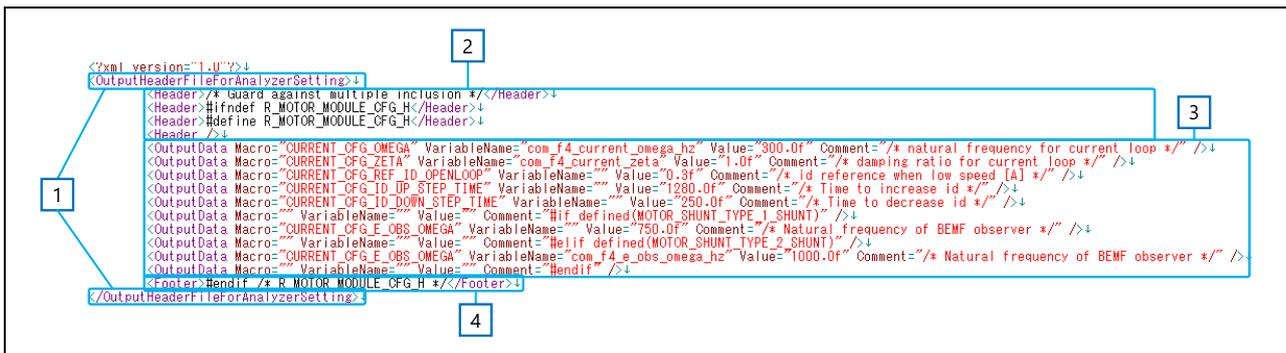 2
<?xml version="1.0"?>↓
<OutputHeaderFileForAnalyzerSetting>↓
<Header>/* Guard against multiple inclusion */</Header>↓
<Header>#ifndef R_MOTOR_MODULE_CFG_H</Header>↓
<Header>#define R_MOTOR_MODULE_CFG_H</Header>↓
<Header />↓
3
<OutputData Macro="CURRENT_CFG_OMEGA" VariableName="com_f4_current_omega_hz" Value="300.0f" Comment="/* natural frequency for current loop */" />↓
<OutputData Macro="CURRENT_CFG_ZETA" VariableName="com_f4_current_zeta" Value="1.0f" Comment="/* damping ratio for current loop */" />↓
<OutputData Macro="CURRENT_CFG_REF_ID_OPENLOOP" VariableName="" Value="0.3f" Comment="/* id reference when low speed [A] */" />↓
<OutputData Macro="CURRENT_CFG_ID_UP_STEP_TIME" VariableName="" Value="1280.0f" Comment="/* Time to increase id */" />↓
<OutputData Macro="CURRENT_CFG_ID_DOWN_STEP_TIME" VariableName="" Value="250.0f" Comment="/* Time to decrease id */" />↓
<OutputData Macro="" VariableName="" Value="" Comment="#if defined(MOTOR_SHUNT_TYPE_1_SHUNT)" />↓
<OutputData Macro="CURRENT_CFG_E_OBS_OMEGA" VariableName="" Value="750.0f" Comment="/* Natural frequency of BEMF observer */" />↓
<OutputData Macro="" VariableName="" Value="" Comment="#elif defined(MOTOR_SHUNT_TYPE_2_SHUNT)" />↓
<OutputData Macro="CURRENT_CFG_E_OBS_OMEGA" VariableName="com_f4_e_obs_omega_hz" Value="1000.0f" Comment="/* Natural frequency of BEMF observer */" />↓
<OutputData Macro="" VariableName="" Value="" Comment="#endif" />↓
<Footer>#endif /* R_MOTOR_MODULE_CFG_H */</Footer>↓
</OutputHeaderFileForAnalyzerSetting>↓
1
4